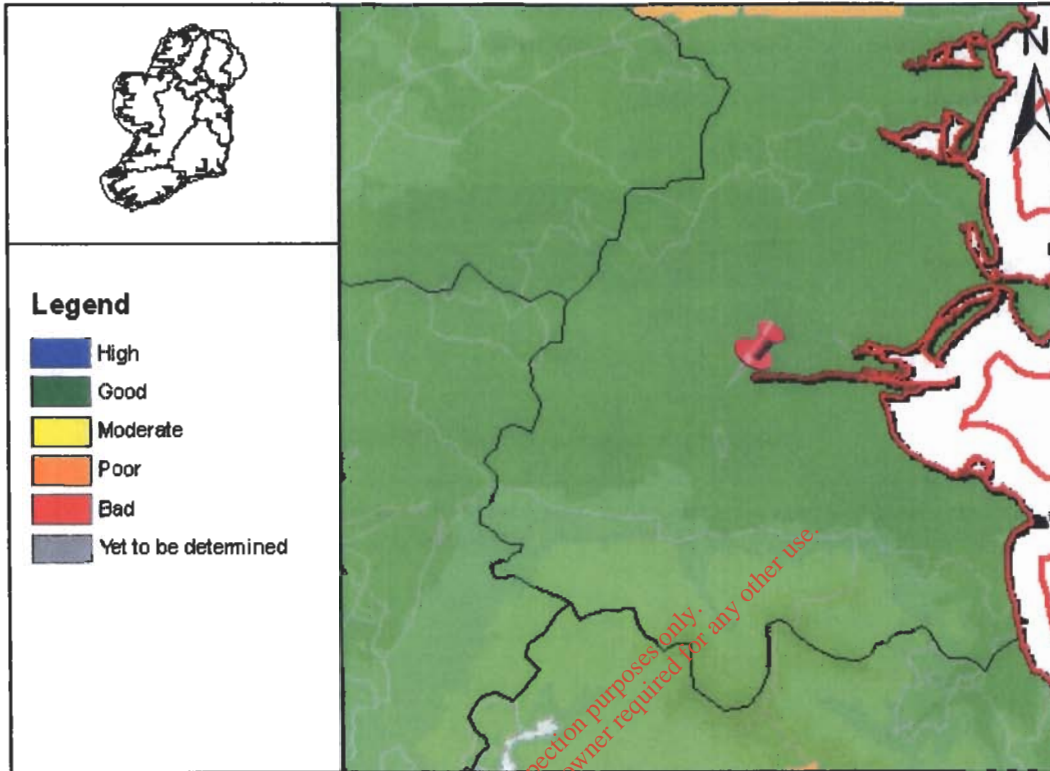 N
Legend
High
Good
Moderate
Poor
Bad
Yet to be determined
pection purposes only.
owner required for any other use.